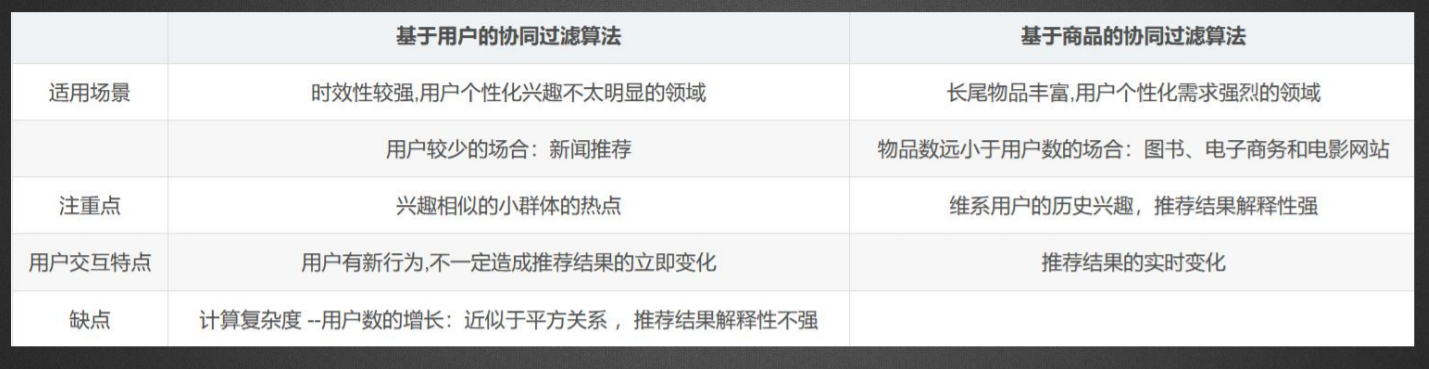 基于用户的协同过滤算法 基于商品的协同过滤算法
适用场景 时效性较强,用户个性化兴趣不太明显的领域 长尾物品丰富,用户个性化需求强烈的领域
用户较少的场合：新闻推荐 物品数远小于用户数的场合：图书、电子商务和电影网站
注重点 兴趣相似的小群体的热点 维系用户的历史兴趣，推荐结果解释性强
用户交互特点 用户有新行为,不一定造成推荐结果的立即变化 推荐结果的实时变化
缺点 计算复杂度 --用户数的增长：近似于平方关系 ，推荐结果解释性不强